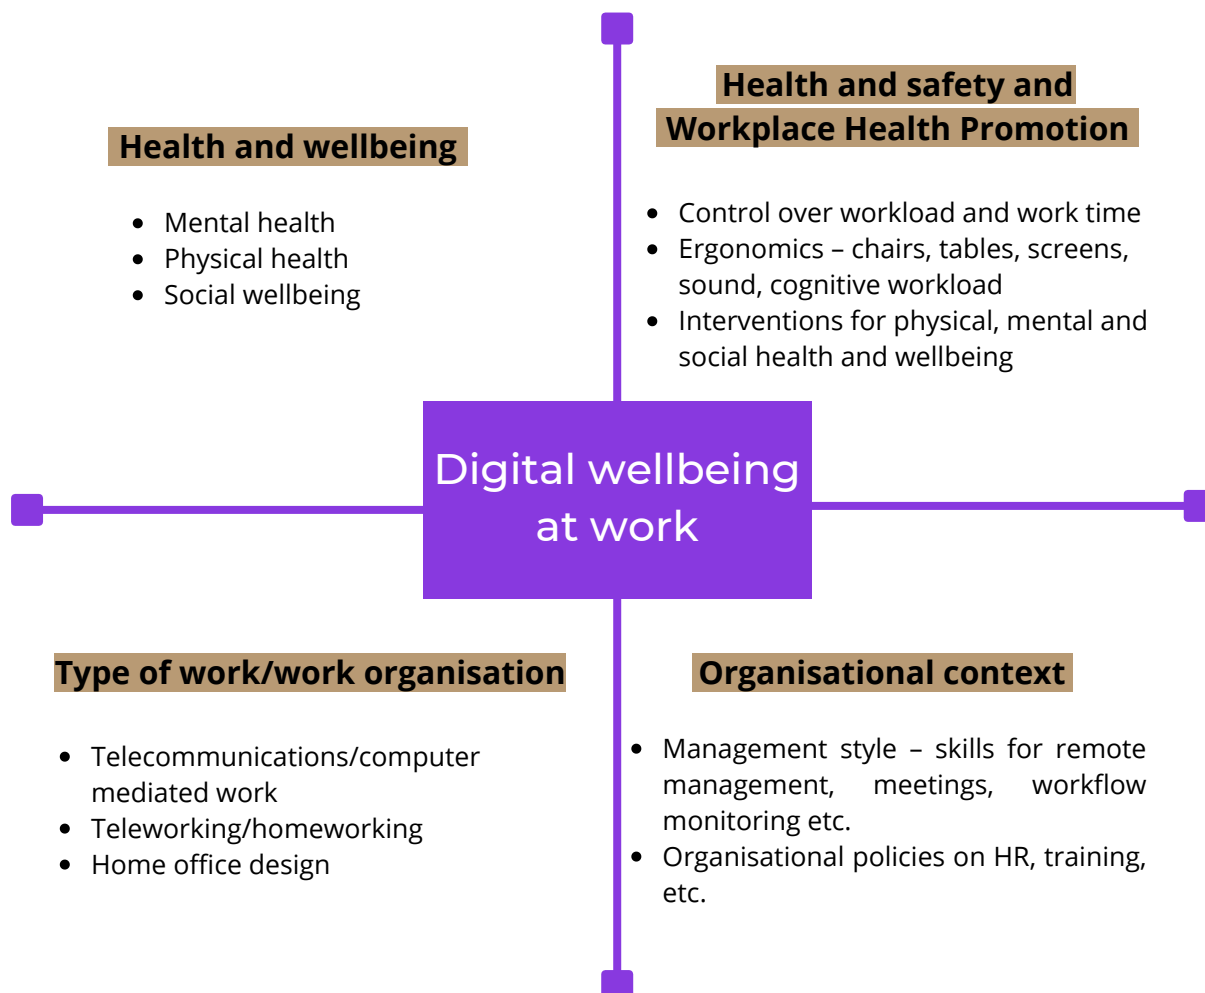 Health and wellbeing
• Mental health
• Physical health
• Social wellbeing
Health and safety and
Workplace Health Promotion
• Control over workload and work time
• Ergonomics – chairs, tables, screens,
sound, cognitive workload
• Interventions for physical, mental and
social health and wellbeing
Digital wellbeing
at work
Type of work/work organisation
• Telecommunications/computer
mediated work
• Teleworking/homeworking
• Home office design
Organisational context
• Management style – skills for remote
management, meetings, workflow
monitoring etc.
• Organisational policies on HR, training,
etc.